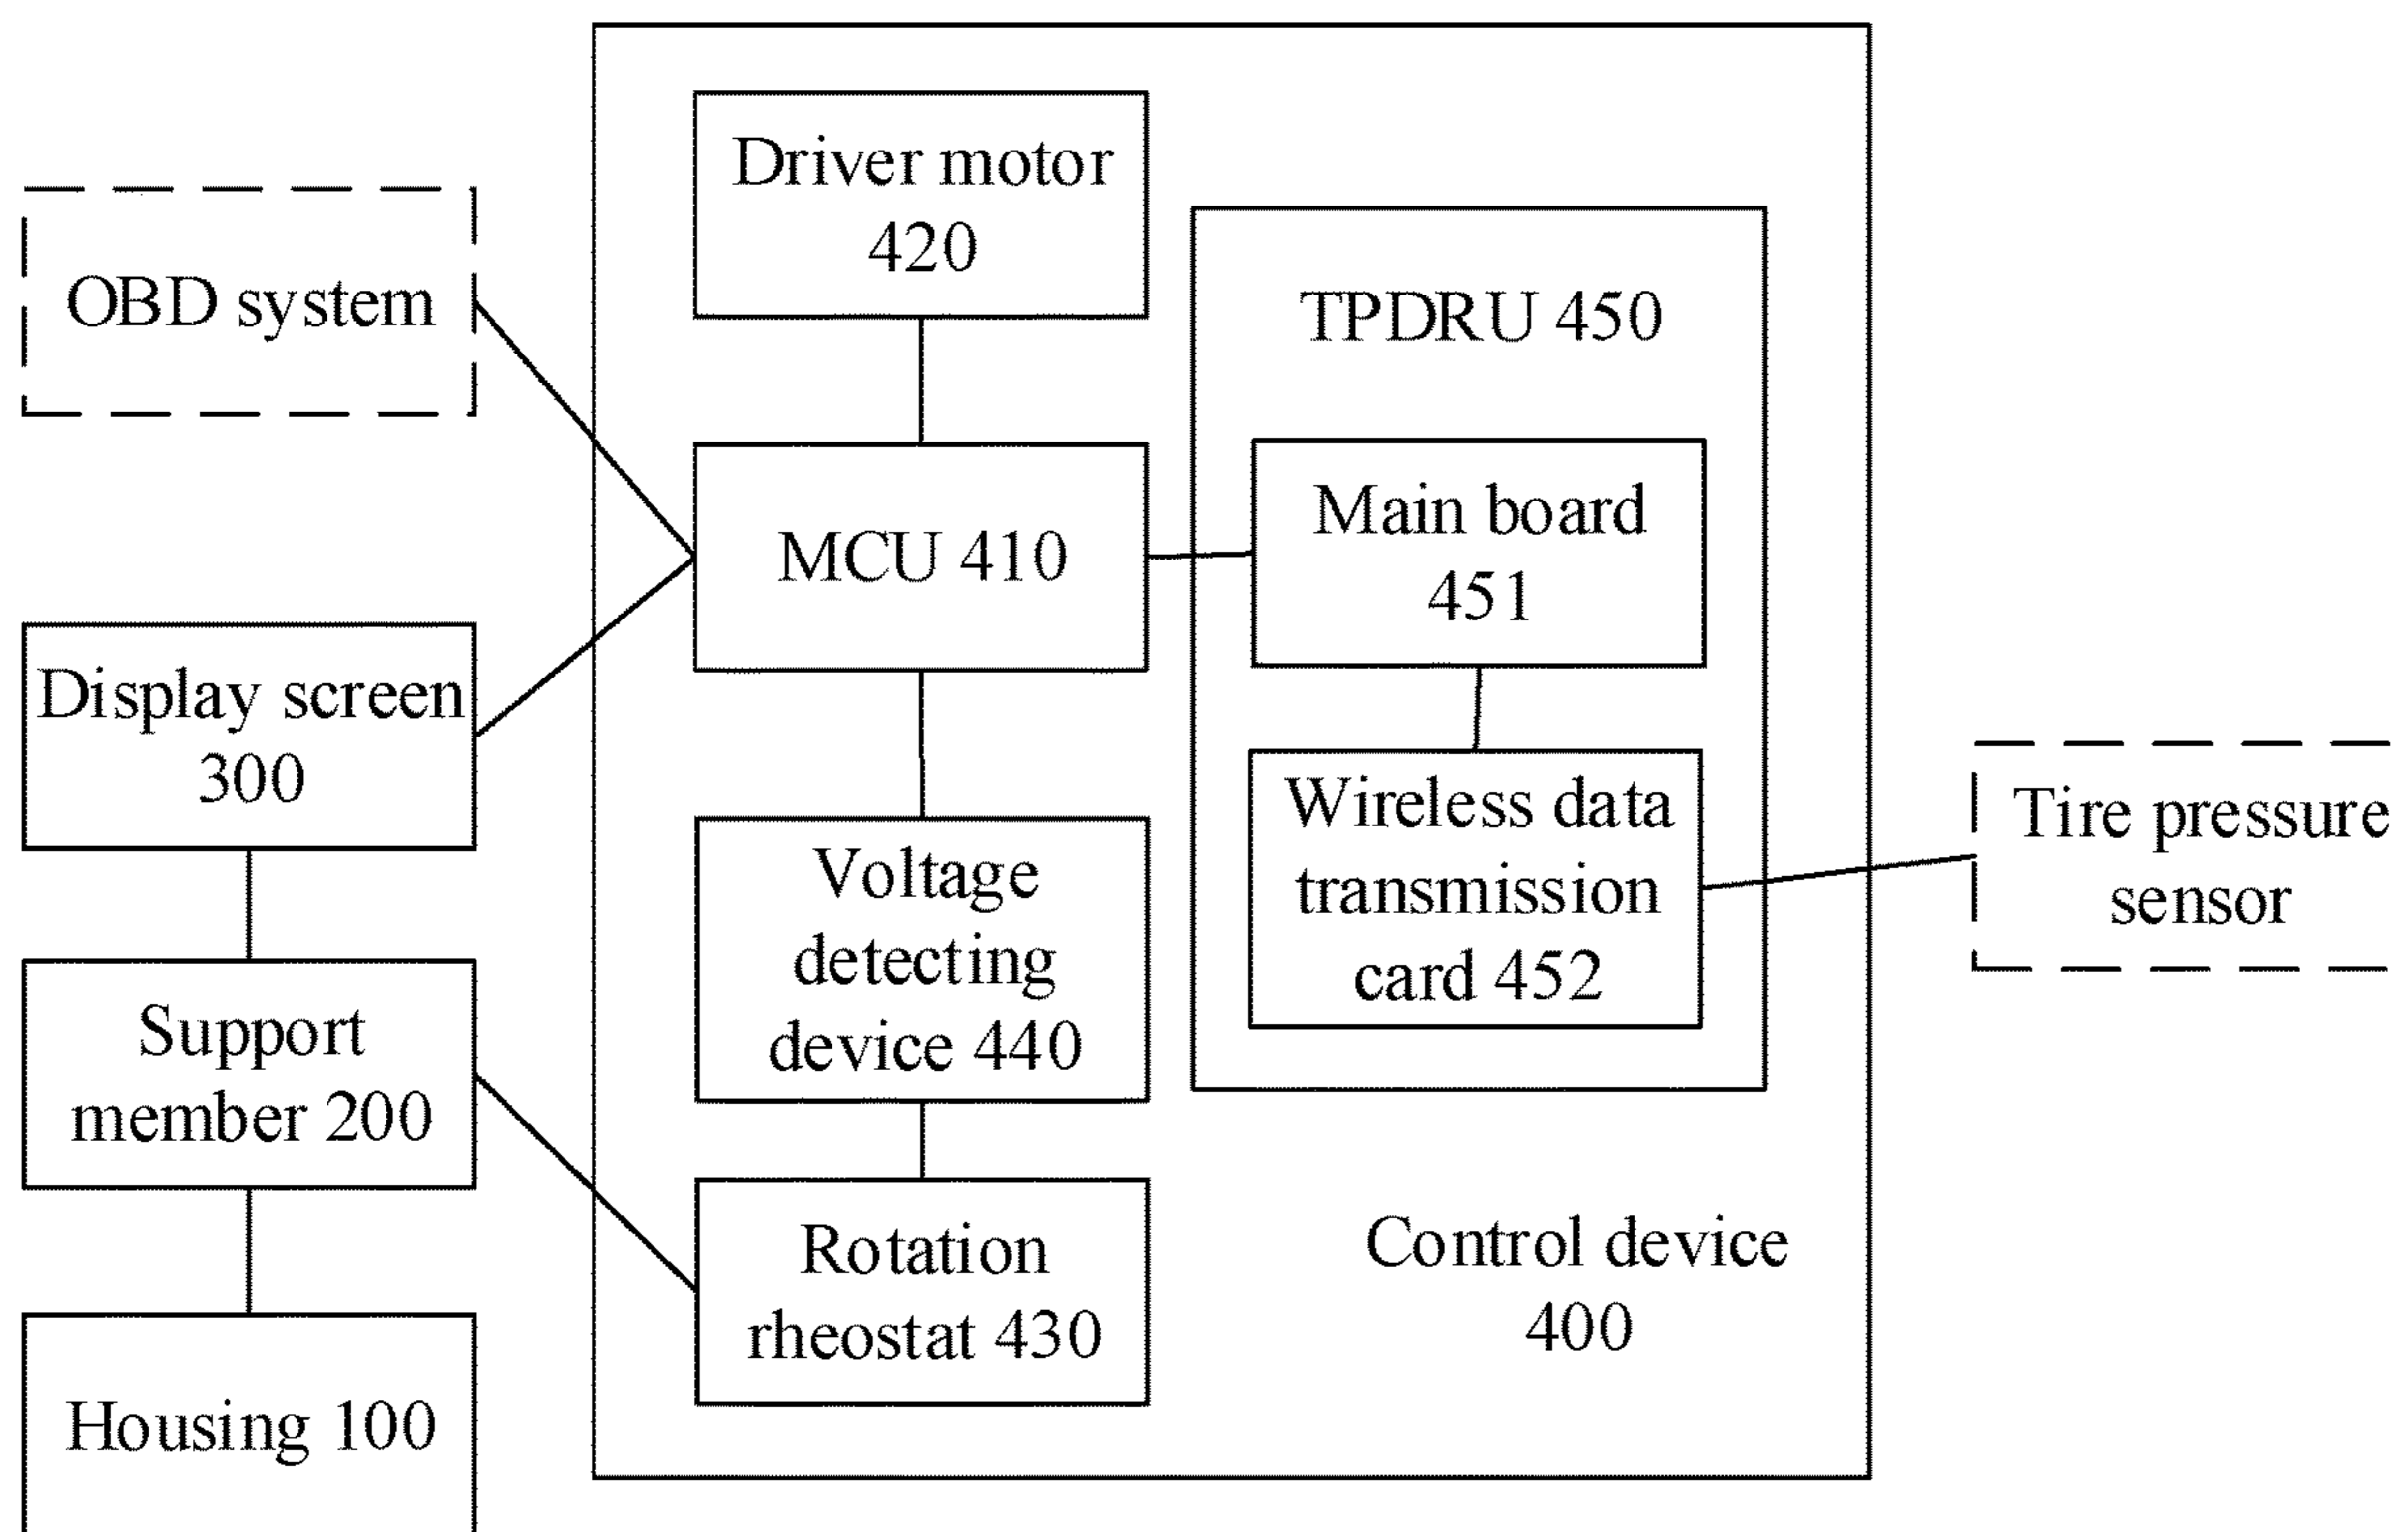 Driver motor
420
OBD system
TPDRU 450
MCU 410
Main board
451
Display screen
300
Wireless data
transmission
card 452
Tire pressure
sensor
Voltage
detecting
device 440
Support
member 200
Rotation
rheostat 430
Control device
400
Housing 100